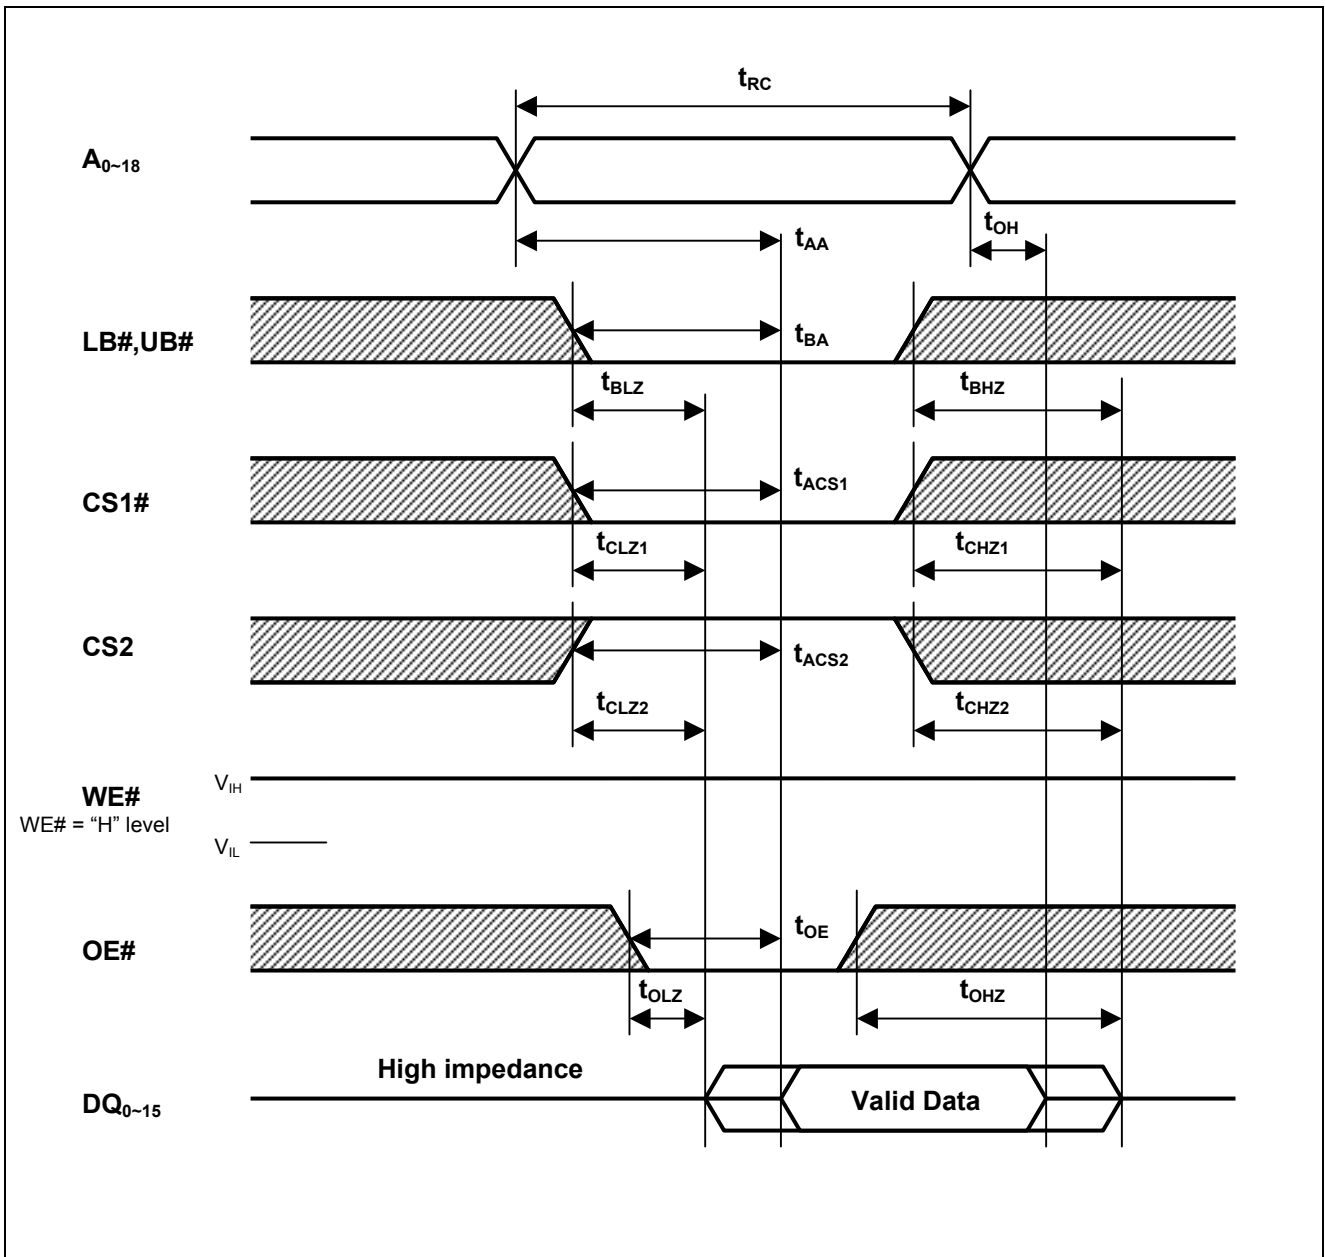 tRC
A0~18
tOH
tAA
LB#,UB#
tBA
tBLZ
tBHZ
CS1#
tACS1
tCLZ1
tCHZ1
CS2
tACS2
tCLZ2
tCHZ2
WE#
VIH
WE# = “H” level
VIL
OE#
tOE
tOLZ
tOHZ
High impedance
DQ0~15
Valid Data